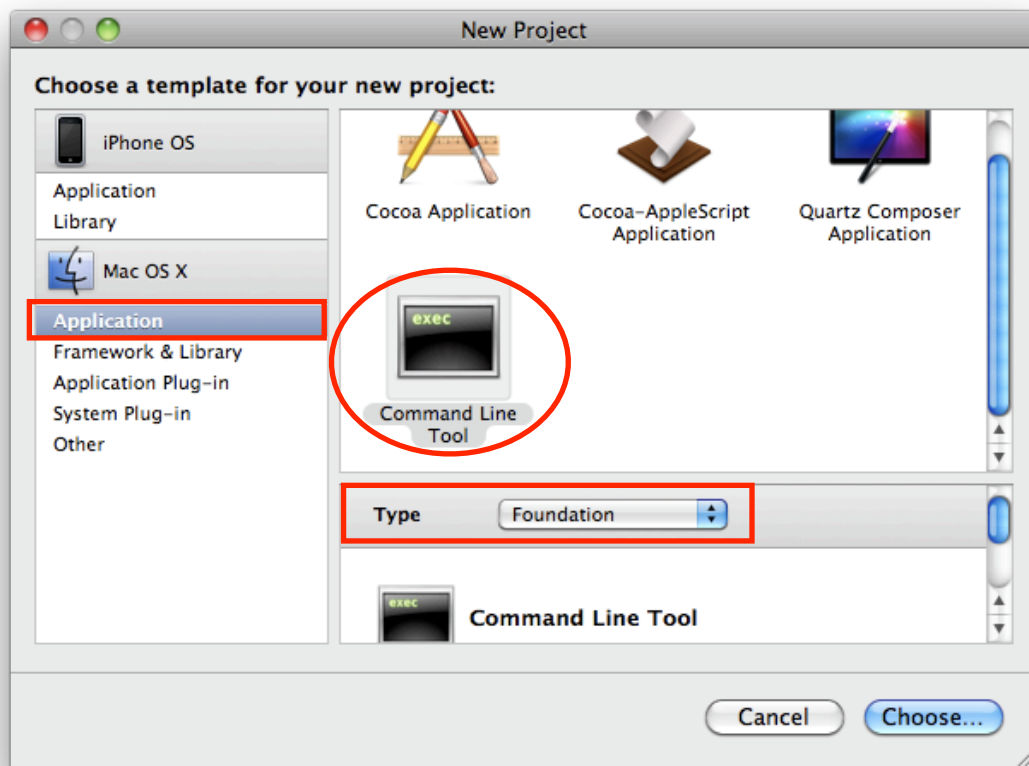 New Project
Choose a template for your new project:
iPhone OS
Application
Library
Mac OS X
Application
Framework & Library
Application Plug-in
System Plug-in
Other
Cocoa Application
Cocoa-AppleScript
Application
Quartz Composer
Application
exec
Command Line
Tool
Type
Foundation
exec
Command Line Tool
Cancel
Choose...